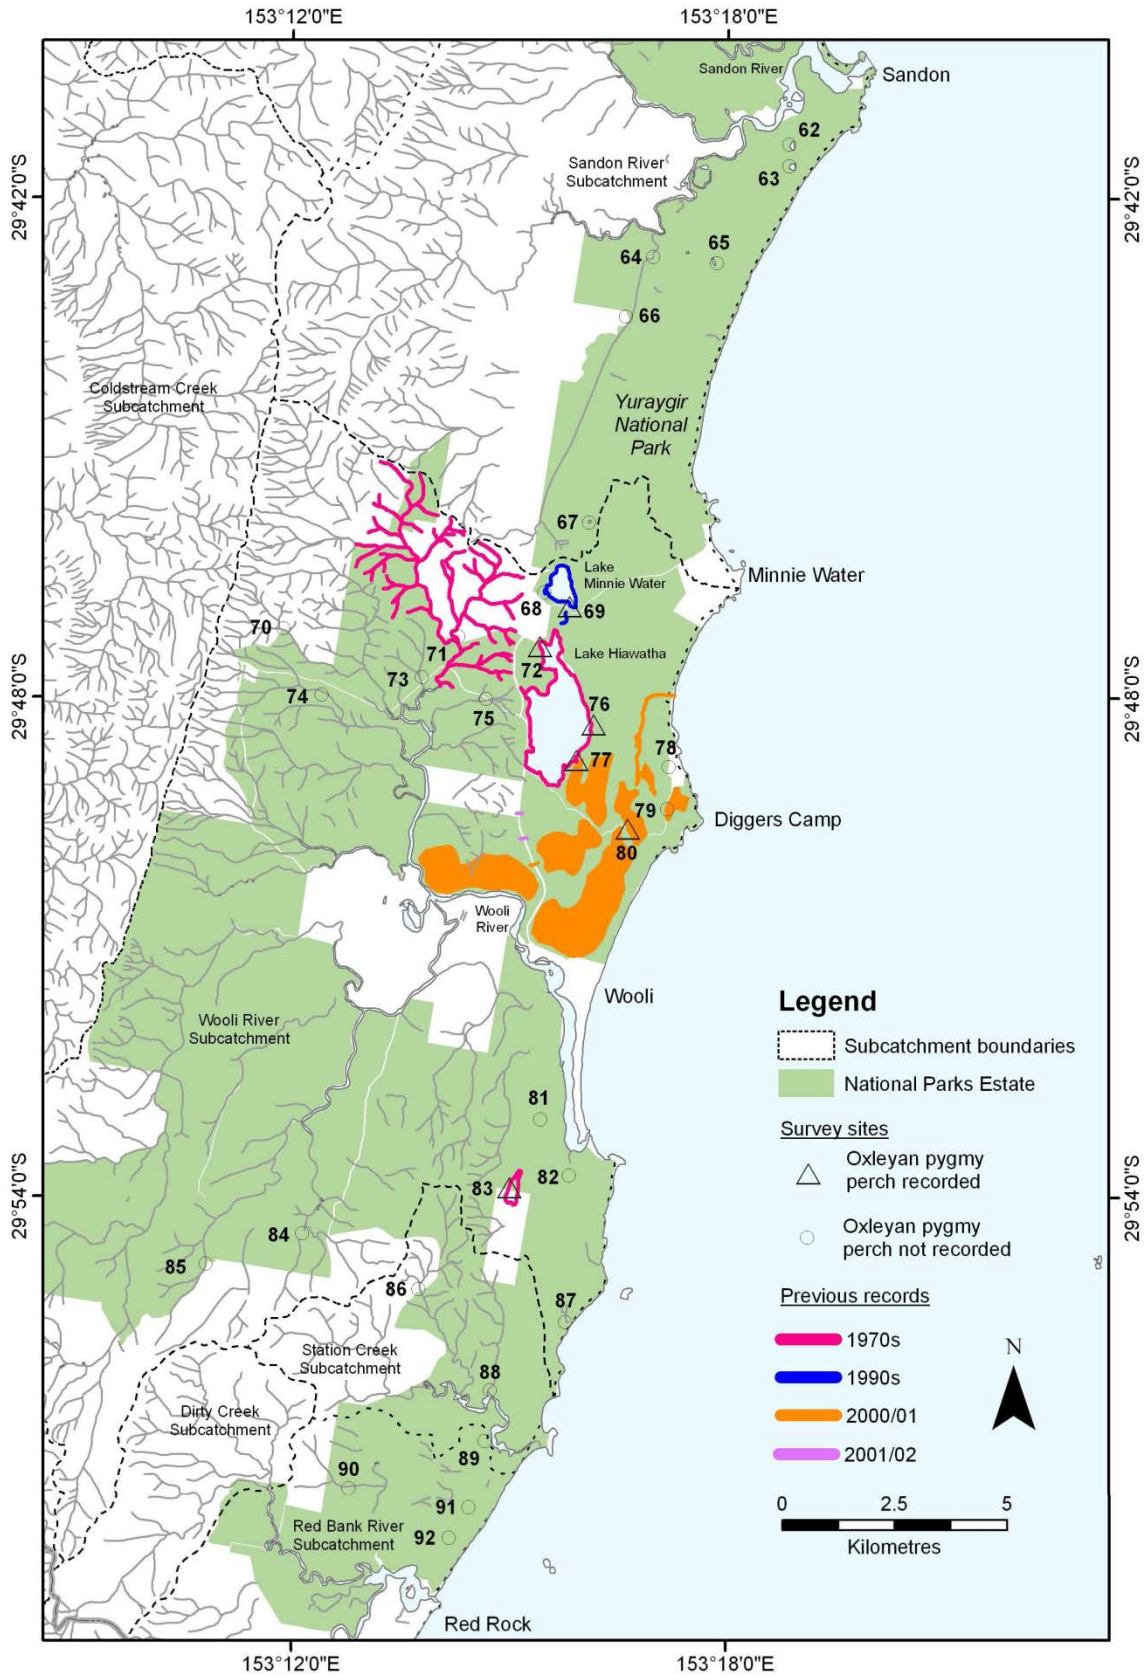 153°12'0"E
153°18'0"E
Sandon River
Sandon
62
63
Sandon River
Subcatchment
29°42'0"S
29°42'0"S
64
65
66
Coldstream Creek
Subcatchment
Yuraygir
National
Park
67
Lake
Minnie Water
Minnie Water
68
69
70
71
72
Lake Hiawatha
73
74
75
29°48'0"S
29°48'0"S
76
77
78
79
80
Diggers Camp
Wooli
River
Wooli
Wooli River
Subcatchment
81
82
83
29°54'0"S
29°54'0"S
84
85
86
87
Station Creek
Subcatchment
88
Dirty Creek
Subcatchment
89
90
91
92
Red Bank River
Subcatchment
Red Rock
Legend
Subcatchment boundaries
National Parks Estate
Survey sites
Oxleyan pygmy
perch recorded
Oxleyan pygmy
perch not recorded
Previous records
1970s
1990s
2000/01
2001/02
N
0
2.5
5
Kilometres
153°12'0"E
153°18'0"E